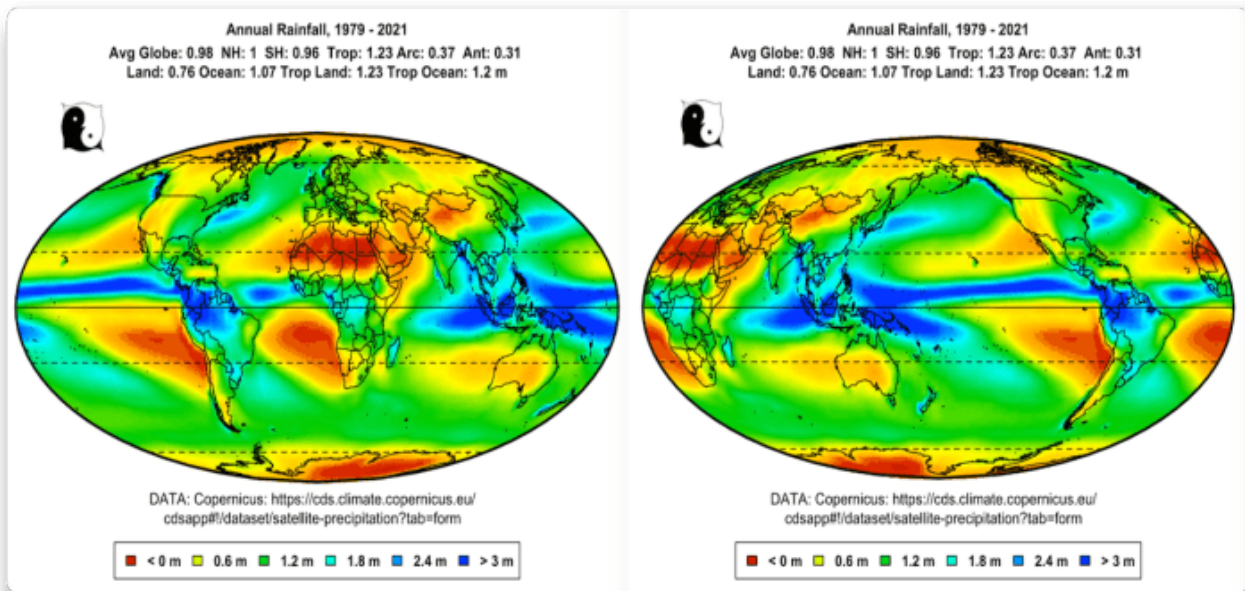 Annual Rainfall, 1979 - 2021
Avg Globe: 0.98 NH: 1 SH: 0.96 Trop: 1.23 Arc: 0.37 Ant: 0.31
Land: 0.76 Ocean: 1.07 Trop Land: 1.23 Trop Ocean: 1.2 m
DATA: Copernicus: https://cds.climate.copernicus.eu/
cdsapp#!/dataset/satellite-precipitation?tab=form
< 0 m 0.6 m 1.2 m 1.8 m 2.4 m > 3 m
Annual Rainfall, 1979 - 2021
Avg Globe: 0.98 NH: 1 SH: 0.96 Trop: 1.23 Arc: 0.37 Ant: 0.31
Land: 0.76 Ocean: 1.07 Trop Land: 1.23 Trop Ocean: 1.2 m
DATA: Copernicus: https://cds.climate.copernicus.eu/
cdsapp#!/dataset/satellite-precipitation?tab=form
< 0 m 0.6 m 1.2 m 1.8 m 2.4 m > 3 m